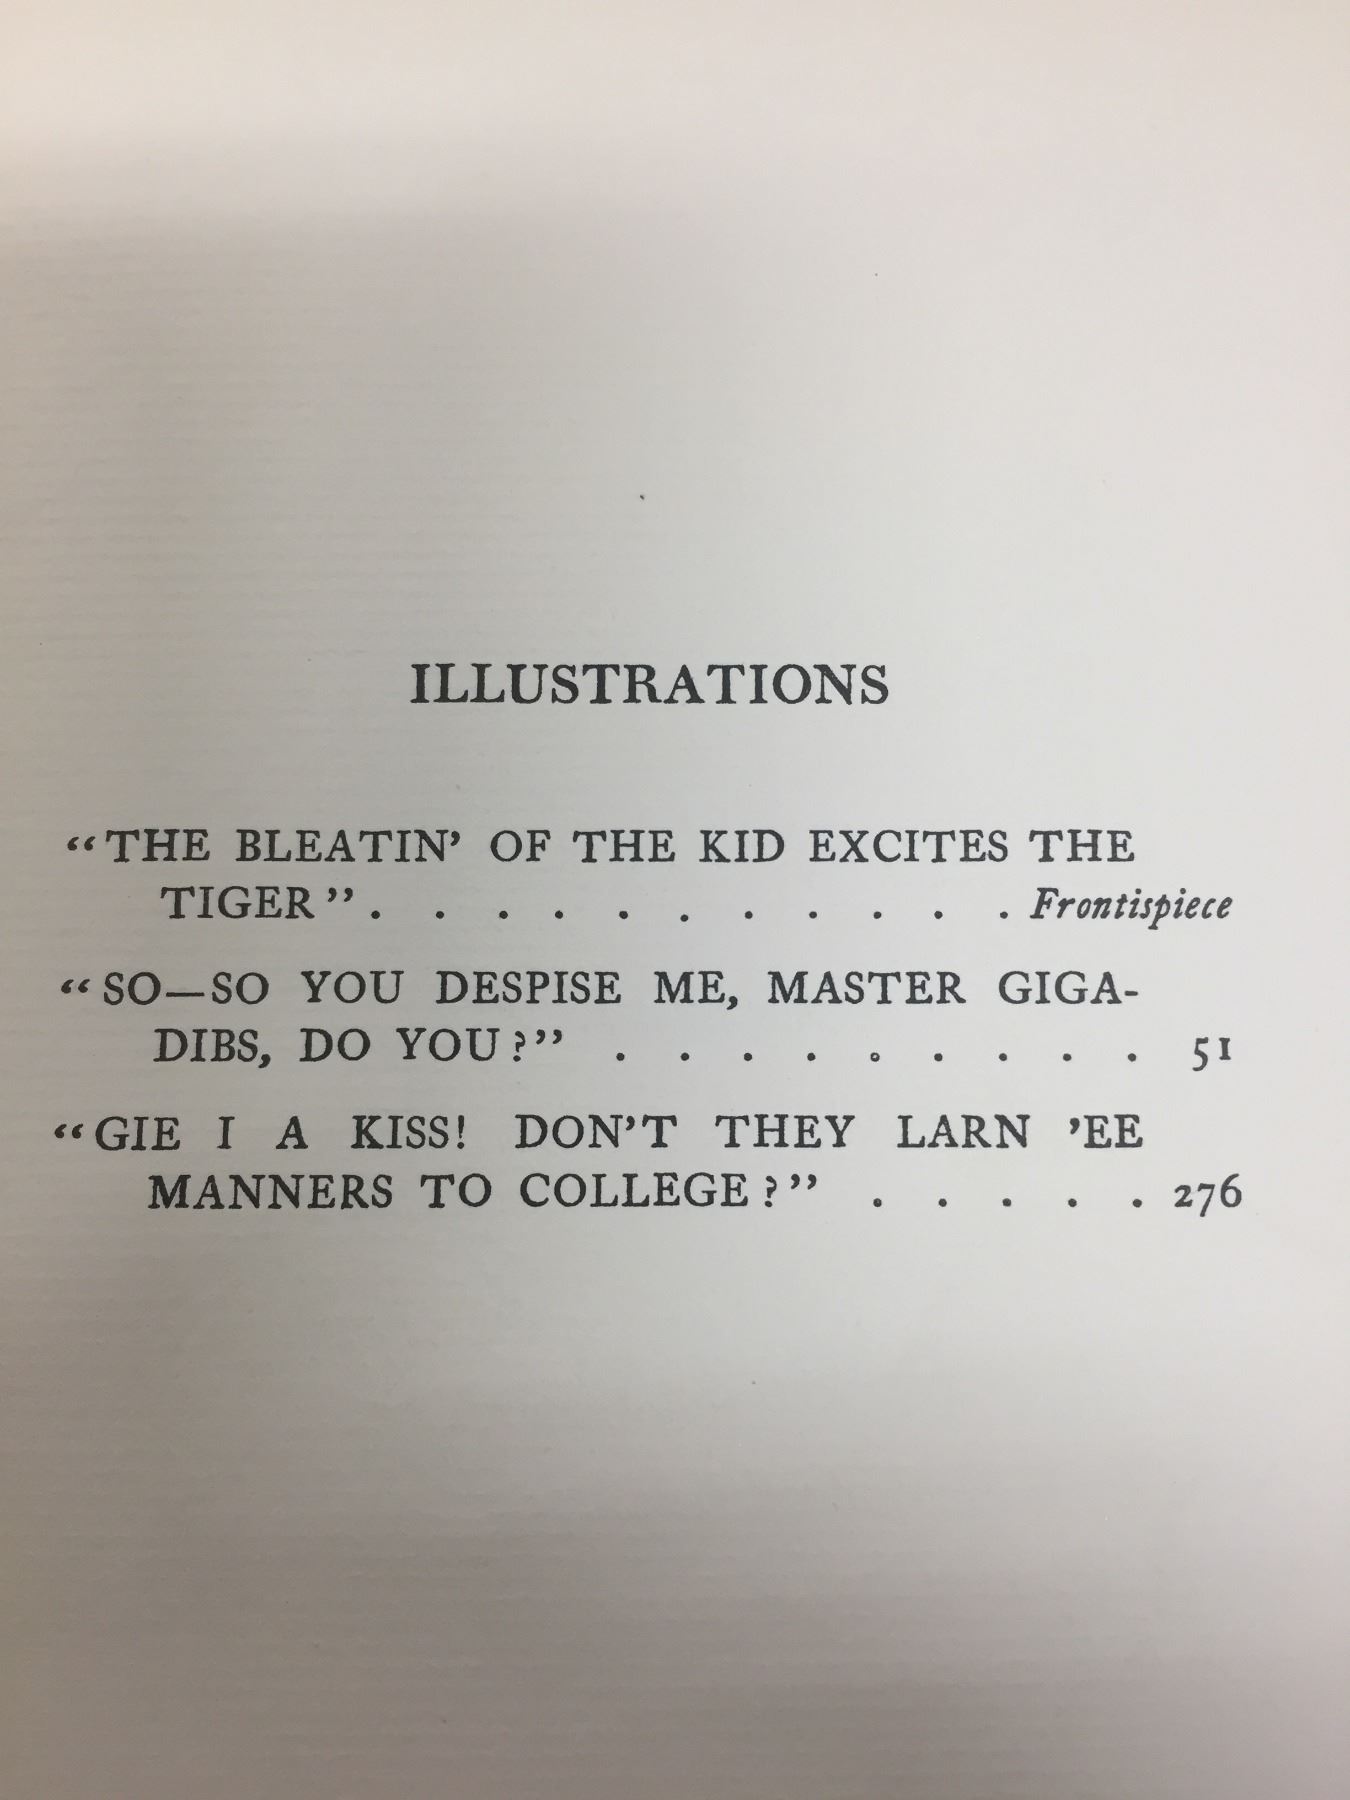 ILLUSTRATIONS
“THE BLEATIN’ OF THE KID EXCITES THE
TIGER” . . . . . . . . . . . Frontispiece
“SO—SO YOU DESPISE ME, MASTER GIGA-
DIBS, DO YOU?” . . . . . . . . . 51
“GIE I A KISS! DON’T THEY LARN ’EE
MANNERS TO COLLEGE?” . . . . . 276